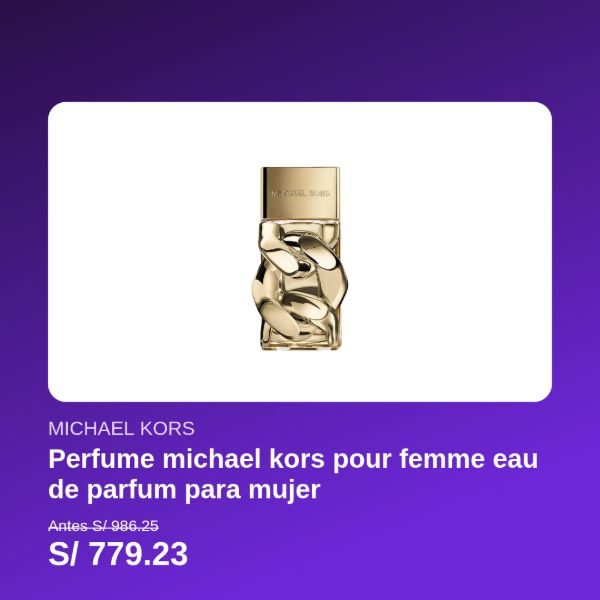 MICHAEL KORS
MICHAEL KORS
Perfume michael kors pour femme eau
de parfum para mujer
Antes S/ 986.25
S/ 779.23